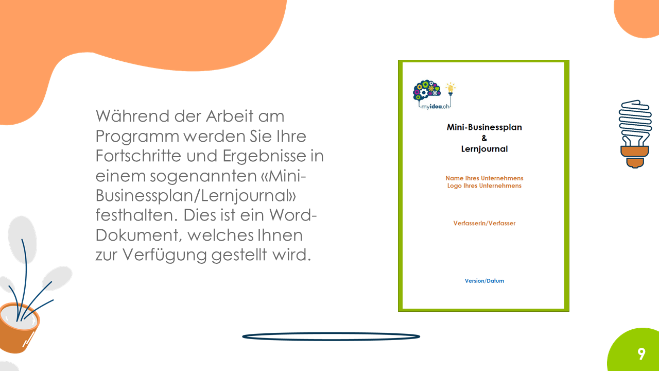 Während der Arbeit am
Programm werden Sie Ihre
Fortschritte und Ergebnisse in
einem sogenannten «Mini-
Businessplan/Lernjournal»
festhalten. Dies ist ein Word-
Dokument, welches Ihnen
zur Verfügung gestellt wird.
myidea.ch
Mini-Businessplan
&
Lernjournal
Name Ihres Unternehmens
Logo Ihres Unternehmens
Verfasserin/Verfasser
Version/Datum
9